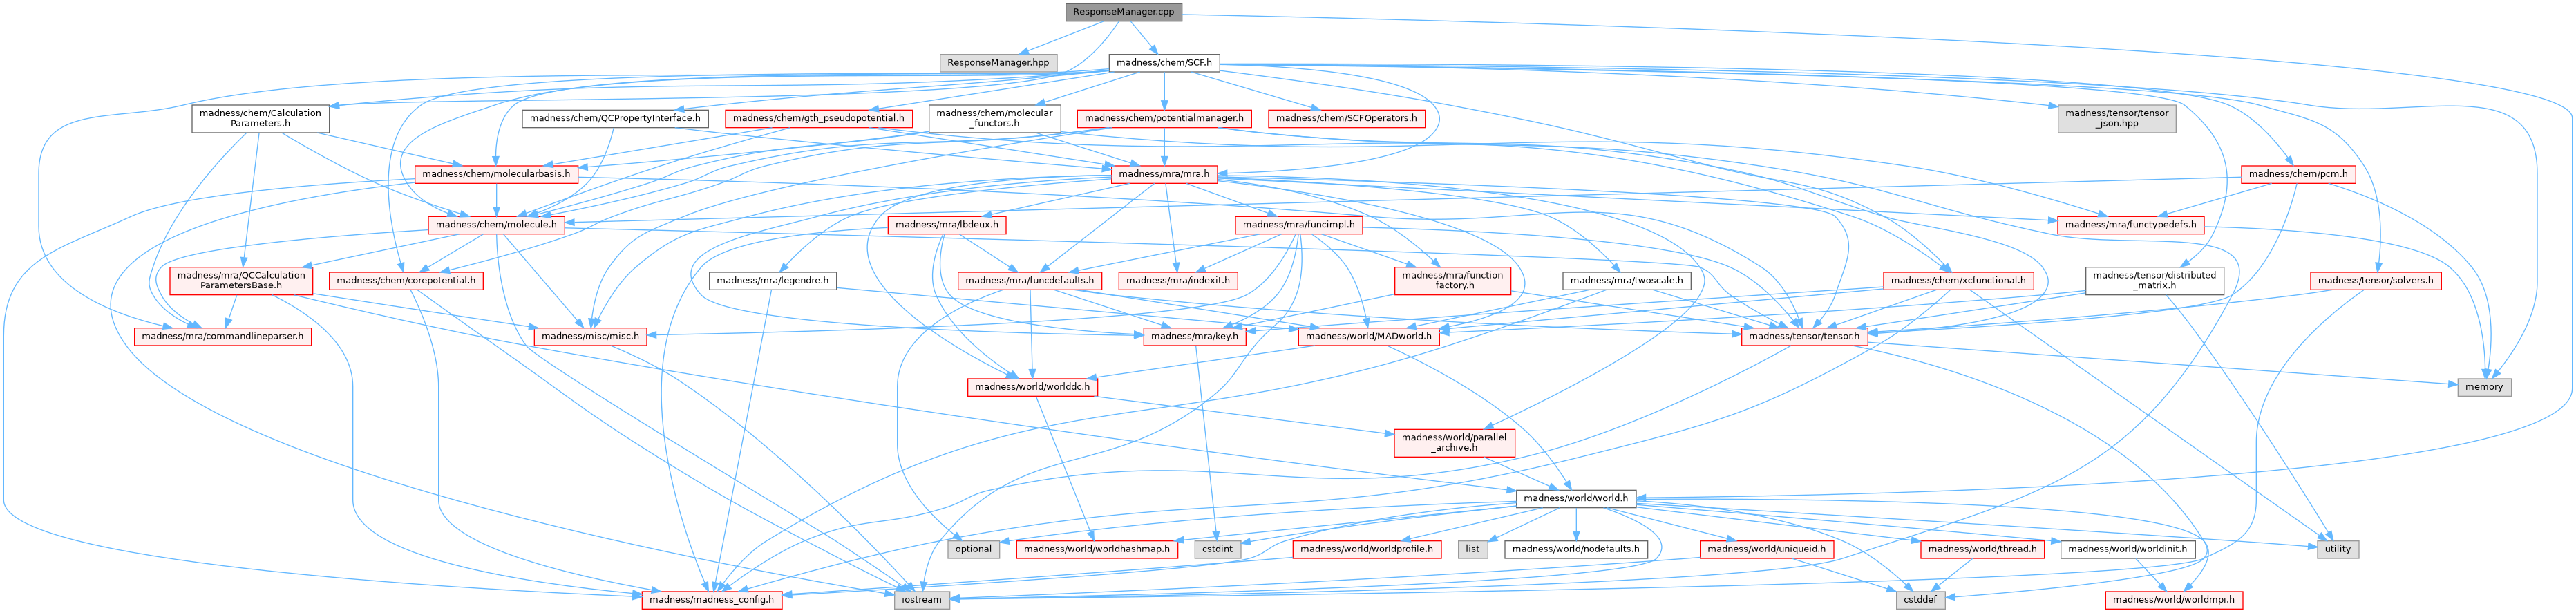 ResponseManager.cpp
ResponseManager.hpp
madness/chem/SCF.h
madness/chem/Calculation
Parameters.h
madness/chem/QCPropertyInterface.h
madness/chem/gth_pseudopotential.h
madness/chem/molecular
_functors.h
madness/chem/potentialmanager.h
madness/chem/SCFOperators.h
madness/tensor/tensor
_json.hpp
madness/chem/molecularbasis.h
madness/mra/mra.h
madness/chem/pcm.h
madness/chem/molecule.h
madness/mra/lbdeux.h
madness/mra/funcimpl.h
madness/mra/functypedefs.h
madness/mra/QCCalculation
ParametersBase.h
madness/chem/corepotential.h
madness/mra/legendre.h
madness/mra/funcdefaults.h
madness/mra/indexit.h
madness/mra/function
_factory.h
madness/mra/twoscale.h
madness/chem/xcfunctional.h
madness/tensor/distributed
_matrix.h
madness/tensor/solvers.h
madness/mra/commandlineparser.h
madness/misc/misc.h
madness/mra/key.h
madness/world/MADworld.h
madness/tensor/tensor.h
madness/world/worlddc.h
memory
madness/world/parallel
_archive.h
madness/world/world.h
optional
madness/world/worldhashmap.h
cstdint
madness/world/worldprofile.h
list
madness/world/nodefaults.h
madness/world/uniqueid.h
madness/world/thread.h
madness/world/worldinit.h
utility
madness/madness_config.h
iostream
cstddef
madness/world/worldmpi.h